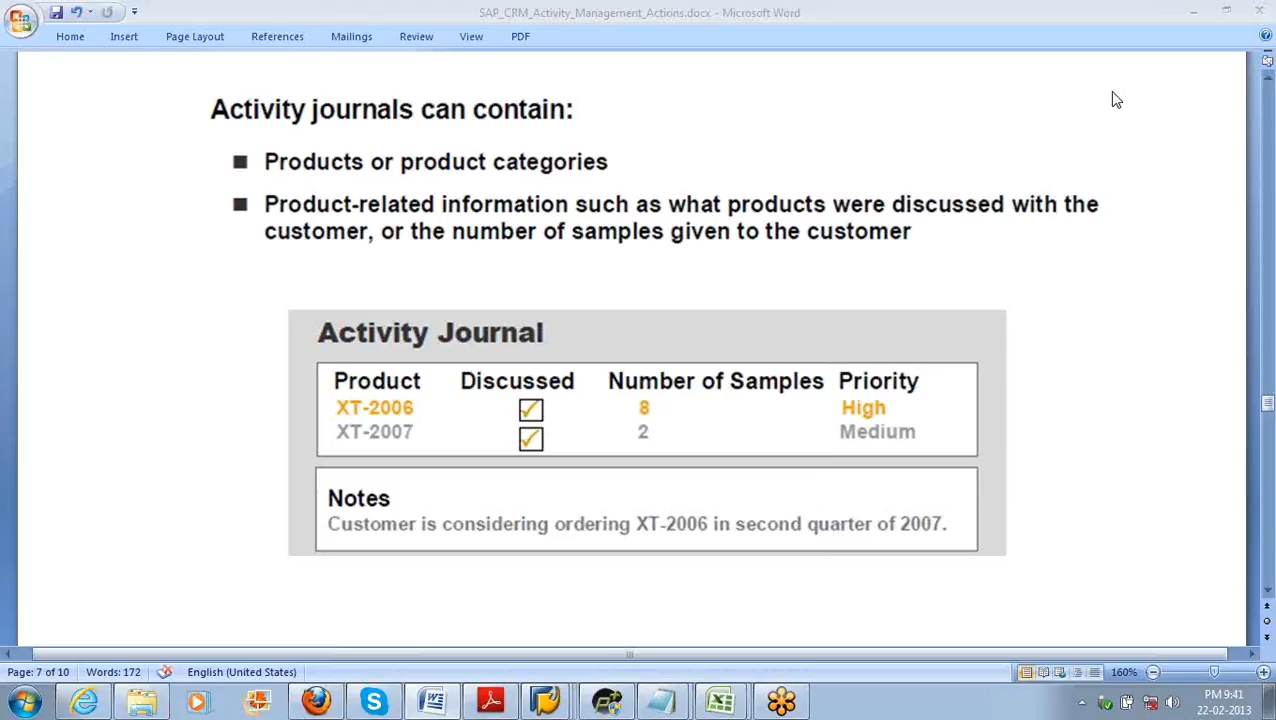 SAP_CRM_Activity_Management_Actions.docx - Microsoft Word
Home Insert Page Layout References Mailings Review View PDF
Activity journals can contain:
Products or product categories
Product-related information such as what products were discussed with the
customer, or the number of samples given to the customer
Activity Journal
Product Discussed Number of Samples Priority
XT-2006 8 High
XT-2007 2 Medium
Notes
Customer is considering ordering XT-2006 in second quarter of 2007.
Page: 7 of 10 Words: 172 English (United States) 160%
PM 9:41
22-02-2013